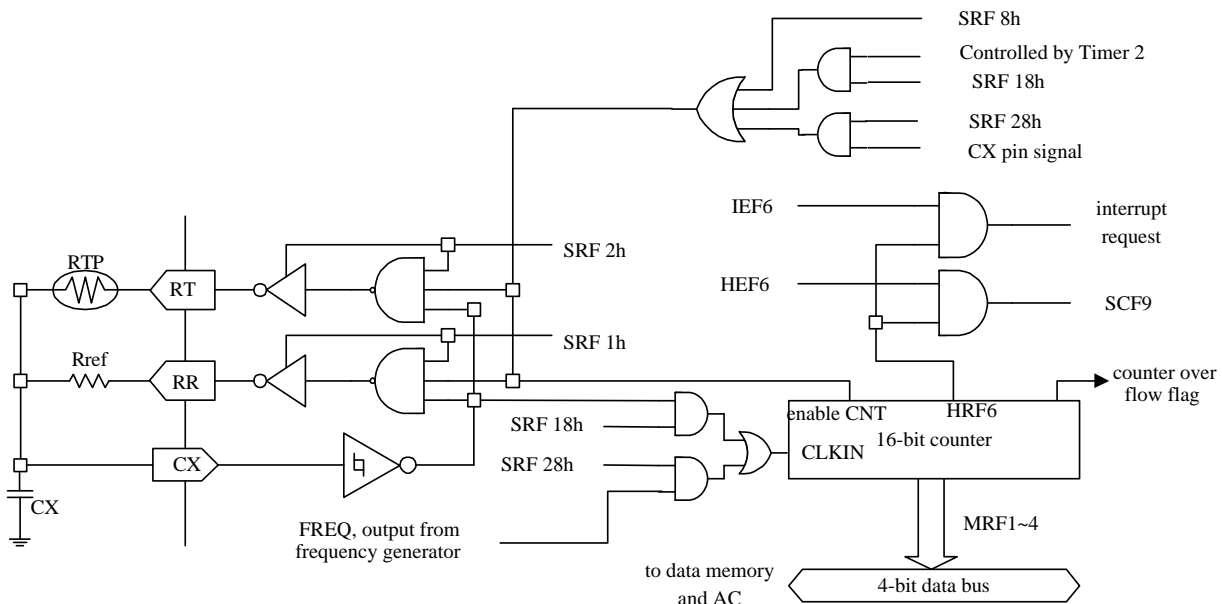 SRF 8h
Controlled by Timer 2
SRF 18h
SRF 28h
CX pin signal
IEF6
interrupt
request
SRF 2h
RTP
RT
HEF6
SCF9
SRF 1h
Rref
RR
counter over
flow flag
enable CNT
HRF6
16-bit counter
SRF 18h
CLKIN
CX
SRF 28h
CX
FREQ, output from
frequency generator
MRF1~4
to data memory
and AC
4-bit data bus